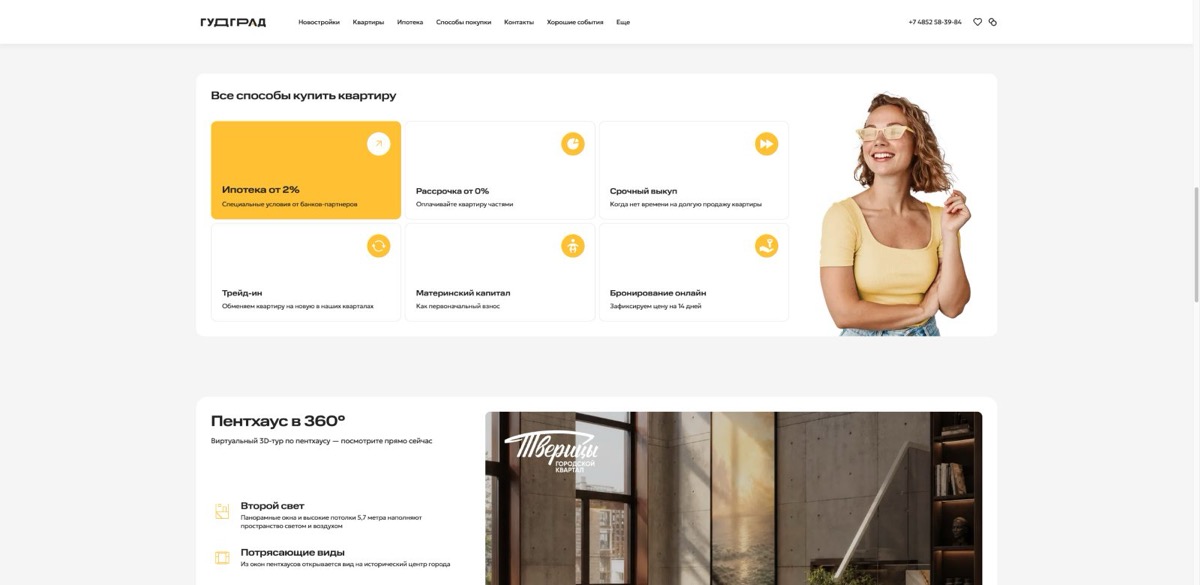 ГУДГРАД
Новостройки Квартиры Ипотека Способы покупки Контакты Хорошие события Еще
+7 4852 58-39-84
Все способы купить квартиру
Ипотека от 2%
Специальные условия от банков-партнеров
Рассрочка от 0%
Оплачивайте квартиру частями
Срочный выкуп
Когда нет времени на долгую продажу квартиры
Трейд-ин
Обменяем квартиру на новую в наших кварталах
Материнский капитал
Как первоначальный взнос
Бронирование онлайн
Зафиксируем цену на 14 дней
Пентхаус в 360°
Виртуальный 3D-тур по пентхаусу — посмотрите прямо сейчас
Второй свет
Панорамные окна и высокие потолки 5,7 метра наполняют
пространство светом и воздухом
Потрясающие виды
Из окон пентхаусов открывается вид на исторический центр города
Тверицы
ГОРОДСКОЙ
КВАРТАЛ